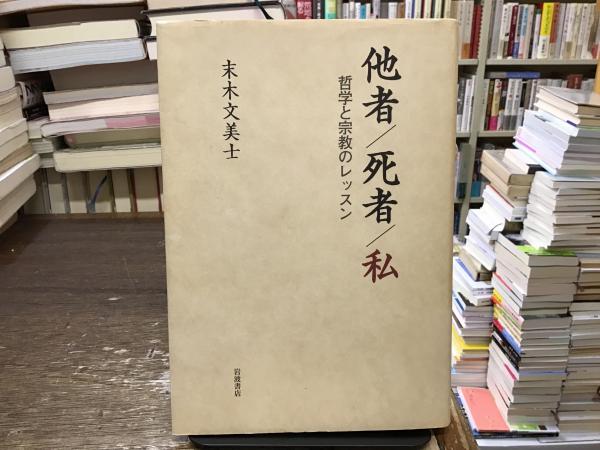 他者／死者／私
哲学と宗教のレッスン
末木文美士
岩波書店